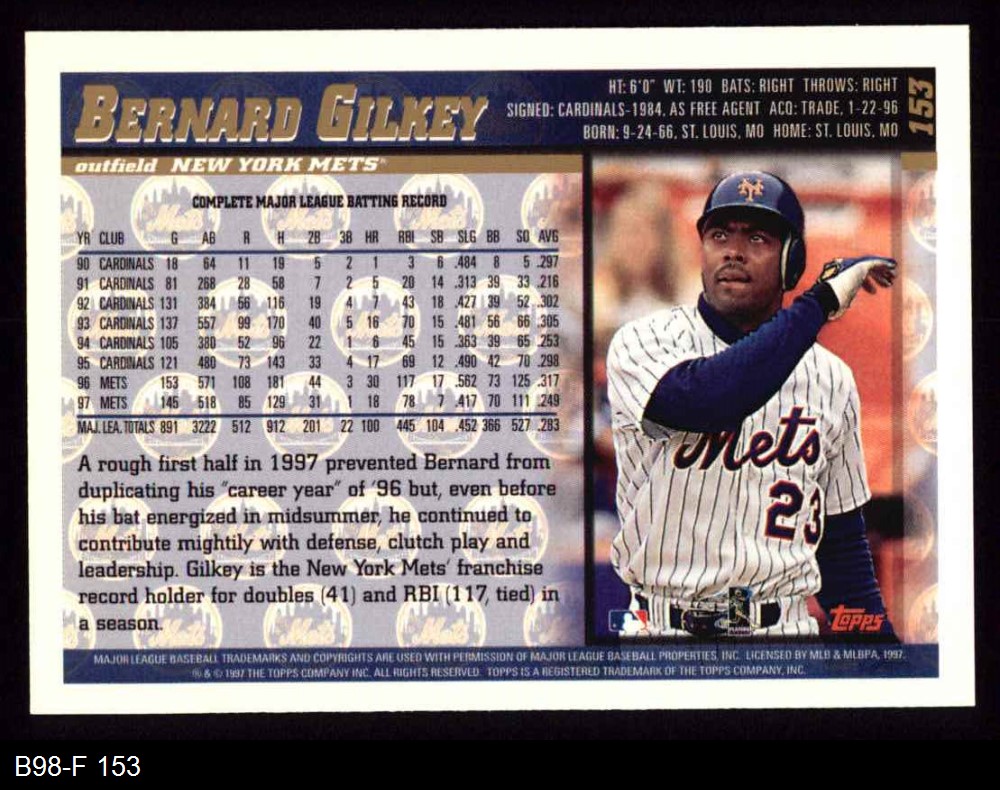 BERNARD GILKEY
HT: 6'0" WT: 190 BATS: RIGHT THROWS: RIGHT
SIGNED: CARDINALS-1984, AS FREE AGENT ACQ: TRADE, 1-22-96
BORN: 9-24-66, ST. LOUIS, MO HOME: ST. LOUIS, MO
153
outfield NEW YORK METS
COMPLETE MAJOR LEAGUE BATTING RECORD
YR CLUB G AB R H 2B 3B HR RBI SB SLG BB SO AVG
90 CARDINALS 18 64 11 19 5 2 1 3 6 .484 8 5 .297
91 CARDINALS 81 268 28 58 7 2 5 20 14 .313 39 33 .216
92 CARDINALS 131 384 56 116 19 4 7 43 18 .427 39 52 .302
93 CARDINALS 137 557 99 170 40 5 16 70 15 .481 56 66 .305
94 CARDINALS 105 380 52 96 22 1 6 45 15 .363 39 65 .253
95 CARDINALS 121 480 73 143 33 4 17 69 12 .490 42 70 .298
96 METS 153 571 108 181 44 3 30 117 17 .562 73 125 .317
97 METS 145 518 85 129 31 1 18 78 7 .417 70 111 .249
MAJ. LEA. TOTALS 891 3222 512 912 201 22 100 445 104 .452 366 527 .283
A rough first half in 1997 prevented Bernard from
duplicating his "career year" of '96 but, even before
his bat energized in midsummer, he continued to
contribute mightily with defense, clutch play and
leadership. Gilkey is the New York Mets' franchise
record holder for doubles (41) and RBI (117, tied) in
a season.
Mets
23
TOPPS
MAJOR LEAGUE BASEBALL TRADEMARKS AND COPYRIGHTS ARE USED WITH PERMISSION OF MAJOR LEAGUE BASEBALL PROPERTIES, INC. LICENSED BY MLB & MLBPA, 1997.
® & © 1997 THE TOPPS COMPANY INC. ALL RIGHTS RESERVED. TOPPS IS A REGISTERED TRADEMARK OF THE TOPPS COMPANY, INC.
B98-F 153